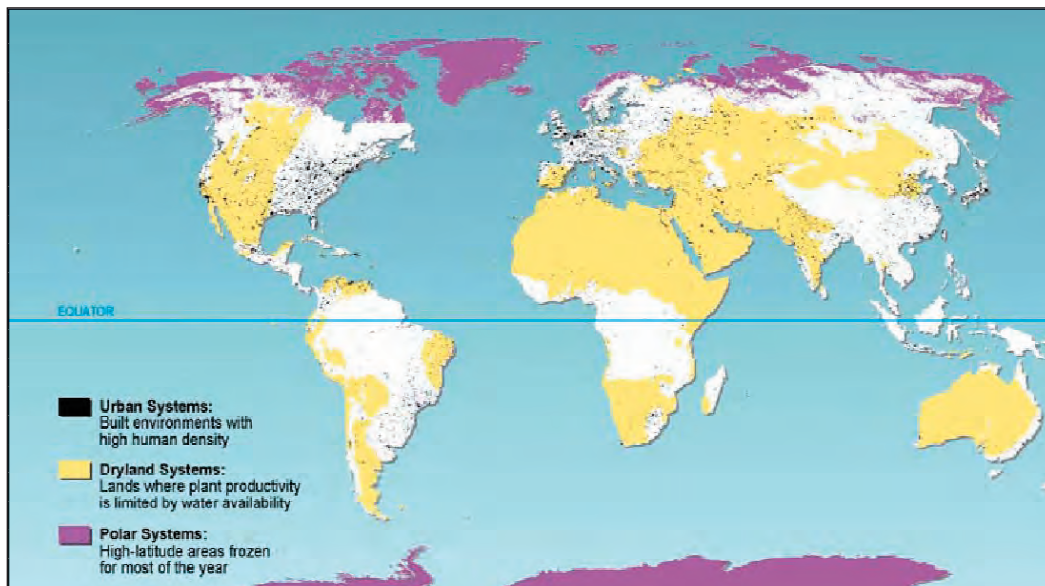 EQUATOR
Urban Systems:
Built environments with
high human density
Dryland Systems:
Lands where plant productivity
is limited by water availability
Polar Systems:
High-latitude areas frozen
for most of the year